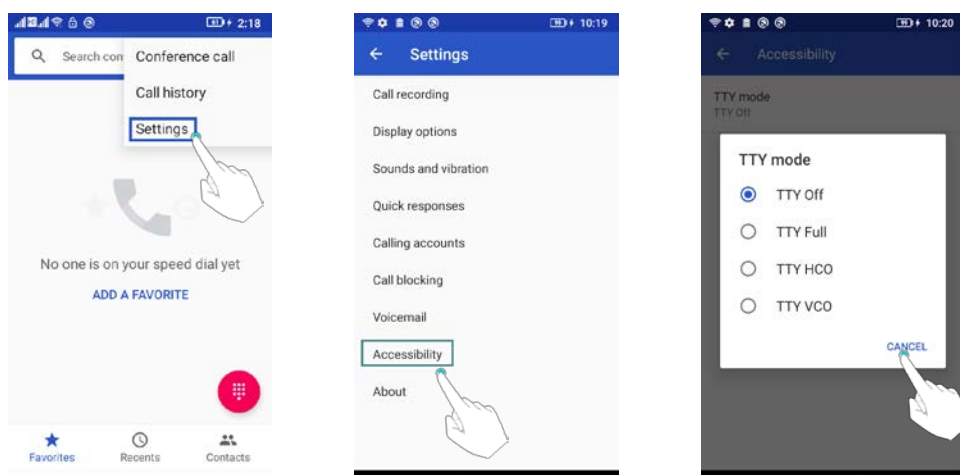 2:18
Search con
Conference call
Call history
Settings
No one is on your speed dial yet
ADD A FAVORITE
Favorites
Recents
Contacts
10:19
Settings
Call recording
Display options
Sounds and vibration
Quick responses
Calling accounts
Call blocking
Voicemail
Accessibility
About
10:20
Accessibility
TTY mode
TTY Off
TTY mode
TTY Off
TTY Full
TTY HCO
TTY VCO
CANCEL